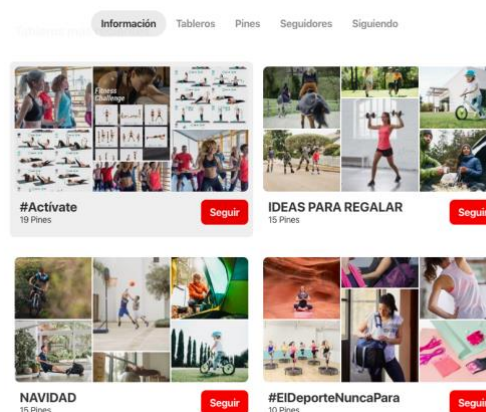 Información Tableros Pines Seguidores Siguiendo
Fitness
Challenge
#Actívate
19 Pines
Seguir
IDEAS PARA REGALAR
15 Pines
Seguir
NAVIDAD
15 Pines
Seguir
#ElDeporteNuncaPara
10 Pines
Seguir